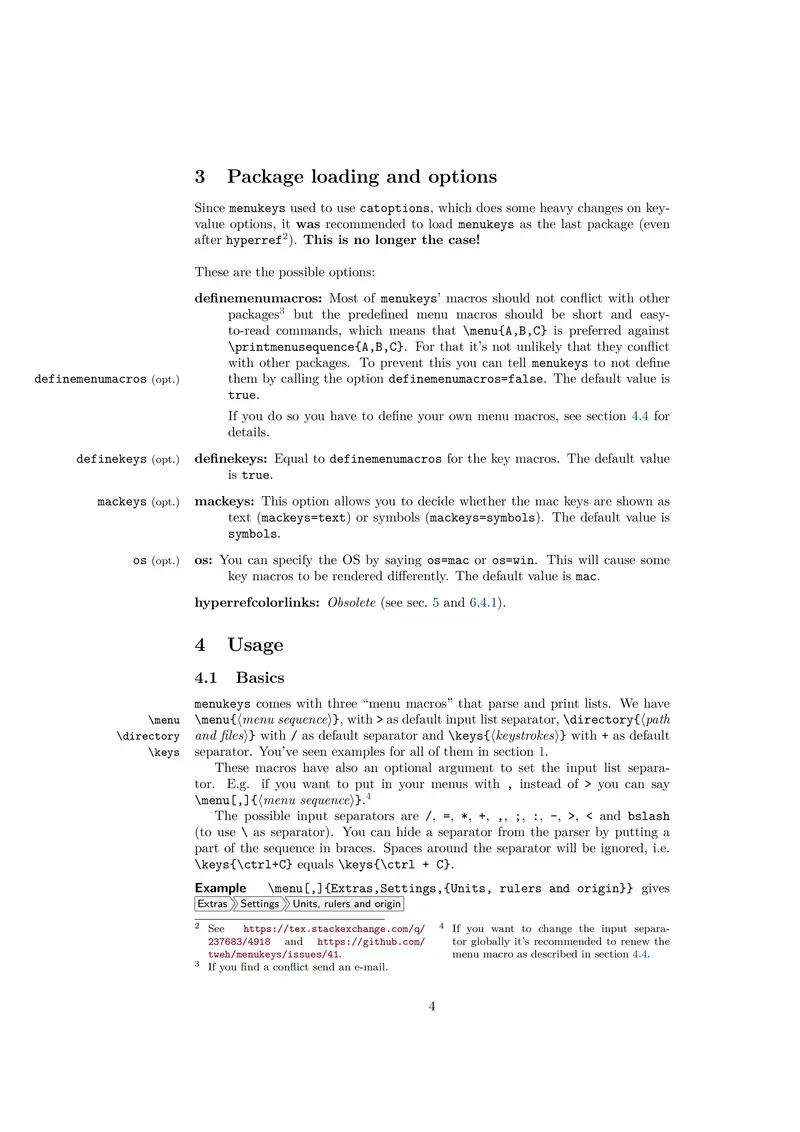 3 Package loading and options
Since menukeys used to use catoptions, which does some heavy changes on key-
value options, it was recommended to load menukeys as the last package (even
after hyperref2). This is no longer the case!
These are the possible options:
definemenumacros: Most of menukeys’ macros should not conflict with other
packages3 but the predefined menu macros should be short and easy-
to-read commands, which means that \menu{A,B,C} is preferred against
\printmenusequence{A,B,C}. For that it’s not unlikely that they conflict
with other packages. To prevent this you can tell menukeys to not define
definemenumacros (opt.) them by calling the option definemenumacros=false. The default value is
true.
If you do so you have to define your own menu macros, see section 4.4 for
details.
definekeys (opt.) definekeys: Equal to definemenumacros for the key macros. The default value
is true.
mackeys (opt.) mackeys: This option allows you to decide whether the mac keys are shown as
text (mackeys=text) or symbols (mackeys=symbols). The default value is
symbols.
os (opt.) os: You can specify the OS by saying os=mac or os=win. This will cause some
key macros to be rendered differently. The default value is mac.
hyperrefcolorlinks: Obsolete (see sec. 5 and 6.4.1).
4 Usage
4.1 Basics
menukeys comes with three “menu macros” that parse and print lists. We have
\menu \menu{⟨menu sequence⟩}, with > as default input list separator, \directory{⟨path
\directory and files⟩} with / as default separator and \keys{⟨keystrokes⟩} with + as default
\keys separator. You’ve seen examples for all of them in section 1.
These macros have also an optional argument to set the input list separa-
tor. E.g. if you want to put in your menus with , instead of > you can say
\menu[,]{⟨menu sequence⟩}.4
The possible input separators are /, =, *, +, ,, ;, :, -, >, < and bslash
(to use \ as separator). You can hide a separator from the parser by putting a
part of the sequence in braces. Spaces around the separator will be ignored, i.e.
\keys{\ctrl+C} equals \keys{\ctrl + C}.
Example \menu[,]{Extras,Settings,{Units, rulers and origin}} gives
Extras Settings Units, rulers and origin
2 See https://tex.stackexchange.com/q/
237683/4918 and https://github.com/
tweh/menukeys/issues/41.
3 If you find a conflict send an e-mail.
4 If you want to change the input separa-
tor globally it’s recommended to renew the
menu macro as described in section 4.4.
4